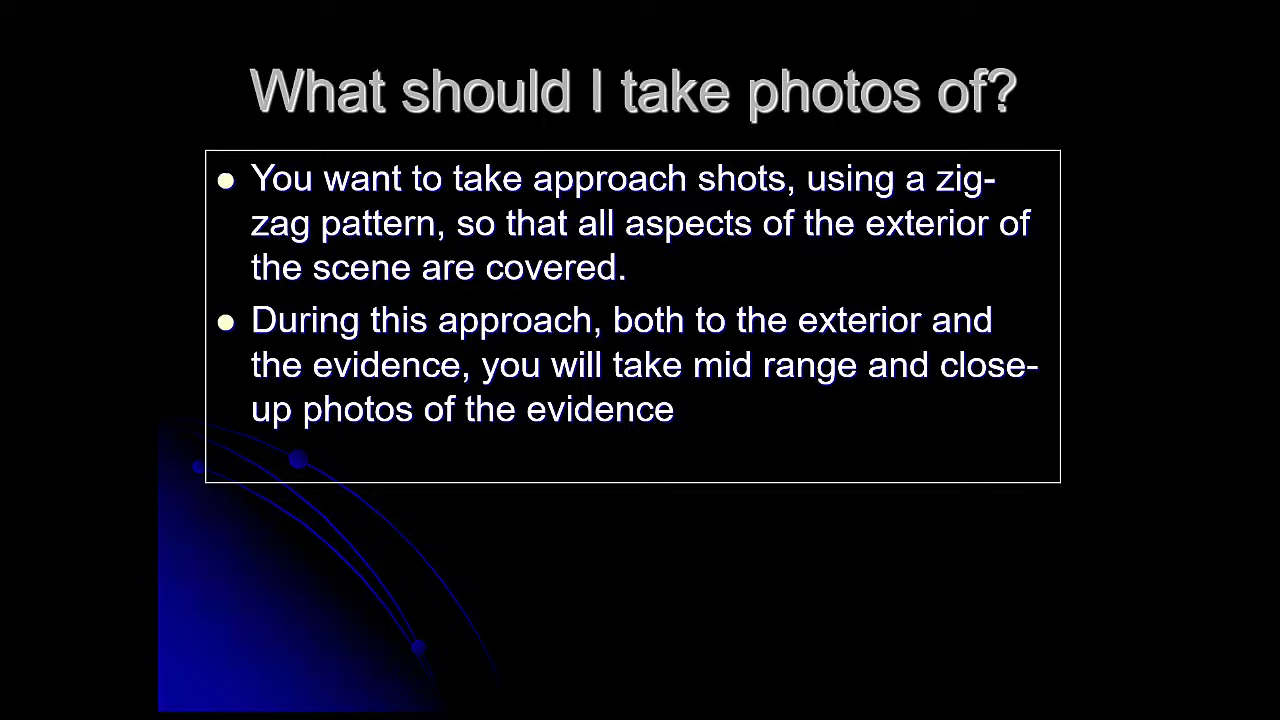 What should I take photos of?
You want to take approach shots, using a zig-
zag pattern, so that all aspects of the exterior of
the scene are covered.
During this approach, both to the exterior and
the evidence, you will take mid range and close-
up photos of the evidence